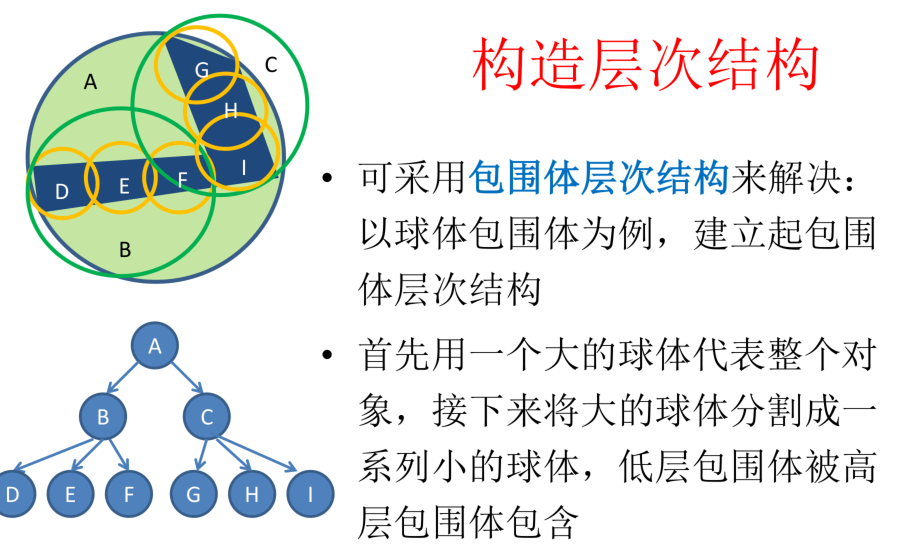 构造层次结构
A
C
G
H
I
D
E
F
B
• 可采用包围体层次结构来解决：
以球体包围体为例，建立起包围
体层次结构
• 首先用一个大的球体代表整个对
象，接下来将大的球体分割成一
系列小的球体，低层包围体被高
层包围体包含
A
B C
D E F G H I